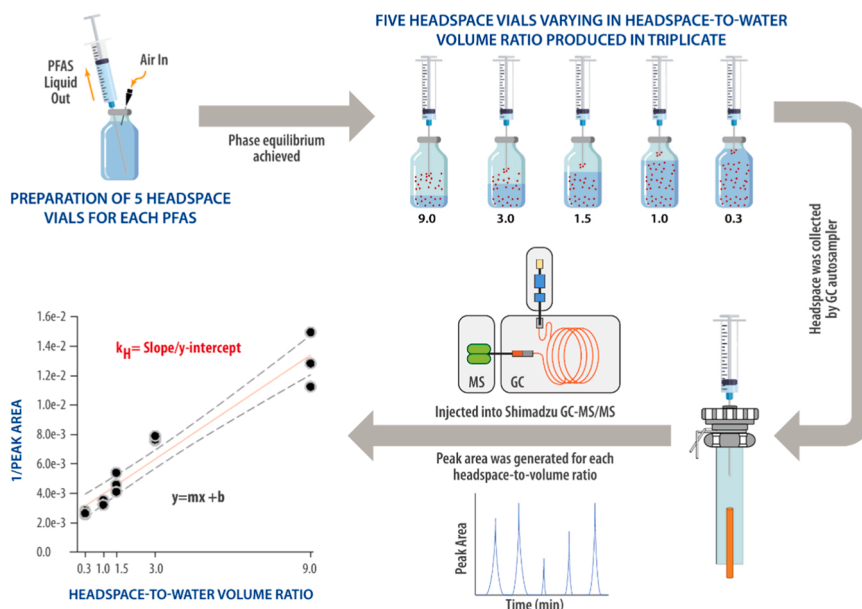 PFAS
Liquid
Out
Air In
PREPARATION OF 5 HEADSPACE
VIALS FOR EACH PFAS
Phase equilibrium
achieved
FIVE HEADSPACE VIALS VARYING IN HEADSPACE-TO-WATER
VOLUME RATIO PRODUCED IN TRIPLICATE
9.0
3.0
1.5
1.0
0.3
Headspace was collected
by GC autosampler
MS
GC
Injected into Shimadzu GC-MS/MS
Peak area was generated for each
headspace-to-volume ratio
Peak Area
Time (min)
1/PEAK AREA
1.6e-2
1.4e-2
1.2e-2
1.0e-2
8.0e-3
6.0e-3
4.0e-3
2.0e-3
0.0
kH= Slope/y-intercept
y=mx +b
0.3
1.0
1.5
3.0
9.0
HEADSPACE-TO-WATER VOLUME RATIO